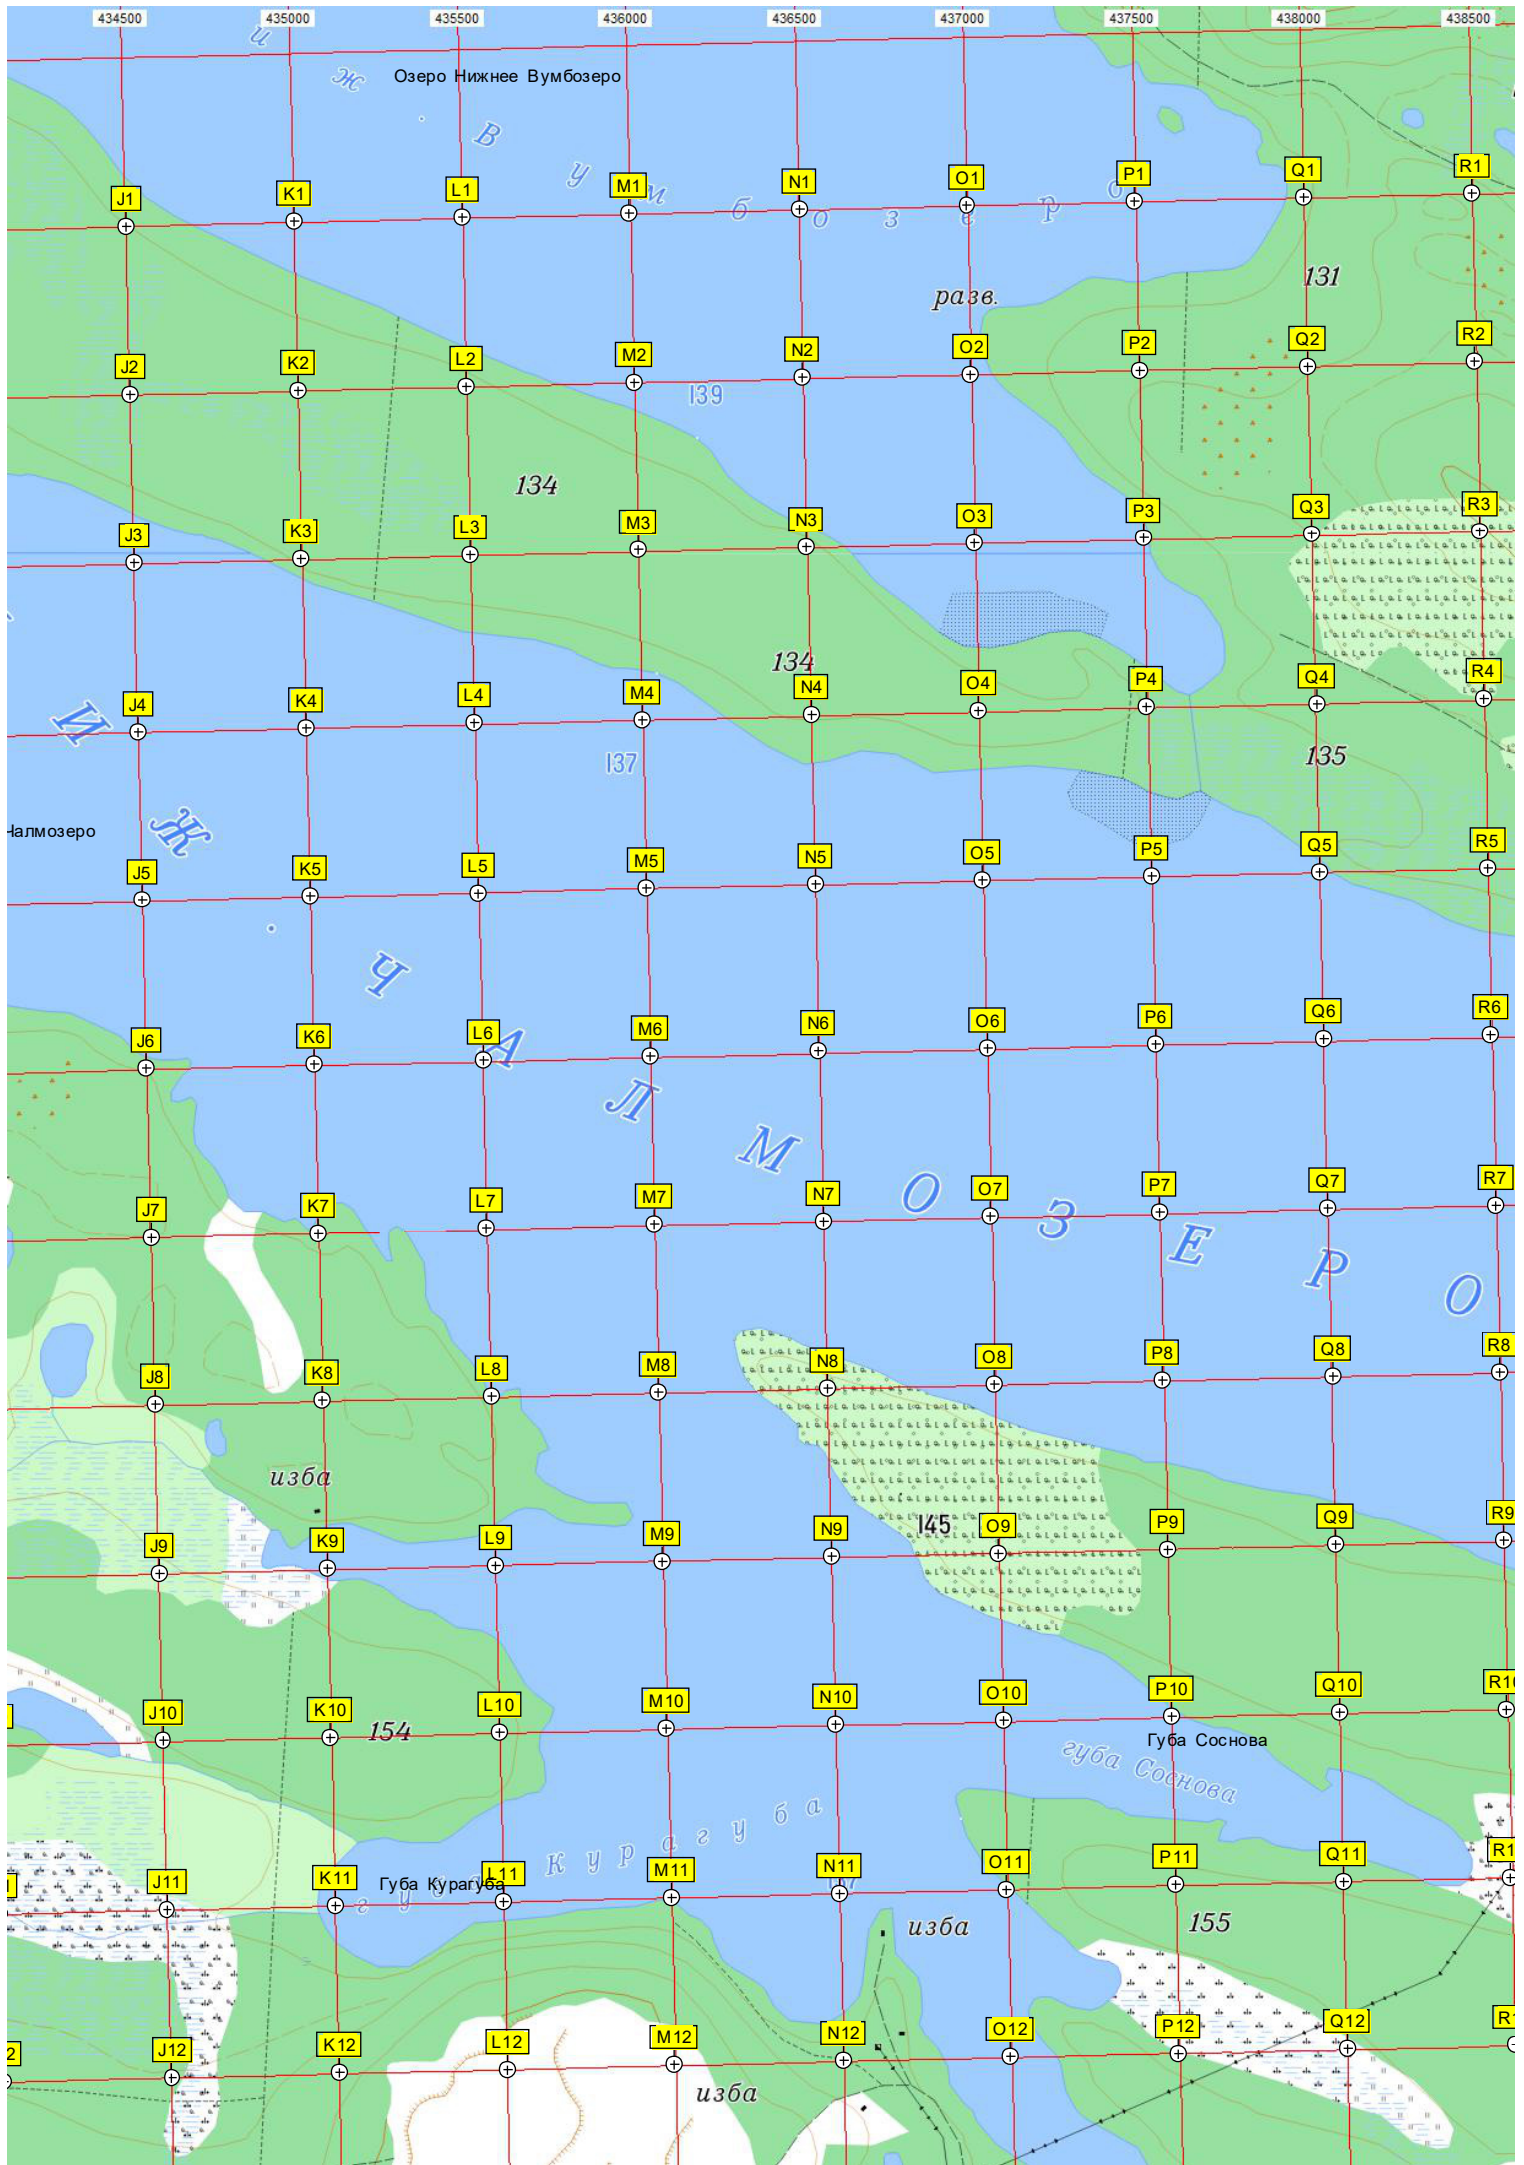 434500 435000 435500 436000 436500 437000 437500 438000 438500
и ж В у м б о з е р о
Озеро Нижнее Вумбозеро
J1 K1 L1 M1 N1 O1 P1 Q1 R1
131
разв.
J2 K2 L2 M2 N2 O2 P2 Q2 R2
139
134
J3 K3 L3 M3 N3 O3 P3 Q3 R3
134
J4 K4 L4 M4 N4 O4 P4 Q4 R4
137
135
Чалмозеро
J5 K5 L5 M5 N5 O5 P5 Q5 R5
И Ж Ч А Л М О З Е Р О
J6 K6 L6 M6 N6 O6 P6 Q6 R6
J7 K7 L7 M7 N7 O7 P7 Q7 R7
J8 K8 L8 M8 N8 O8 P8 Q8 R8
изба
145
J9 K9 L9 M9 N9 O9 P9 Q9 R9
J10 K10 L10 M10 N10 O10 P10 Q10 R10
154
Губа Соснова
губа Соснова
губа Курагуба
Губа Курагуба
J11 K11 L11 M11 N11 O11 P11 Q11 R1
изба
155
2 J12 K12 L12 M12 N12 O12 P12 Q12 R1
изба